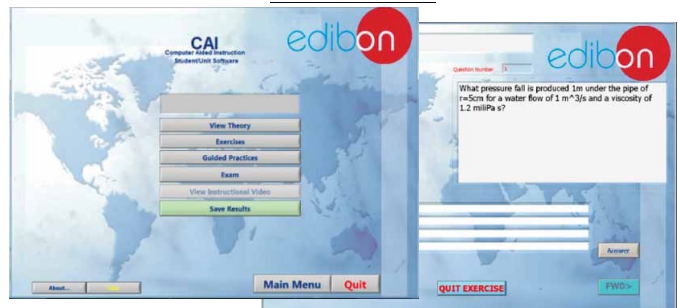 CAI
Computer Aided Instruction
Student/Unit Software
edibon
View Theory
Exercises
Guided Practices
Exam
View Instructional Video
Save Results
About...
Main Menu
Quit
edibon
Question Number 1
What pressure fall is produced 1m under the pipe of
r=5cm for a water flow of 1 m^3/s and a viscosity of
1.2 miliPa s?
Answer
QUIT EXERCISE
FWD:>